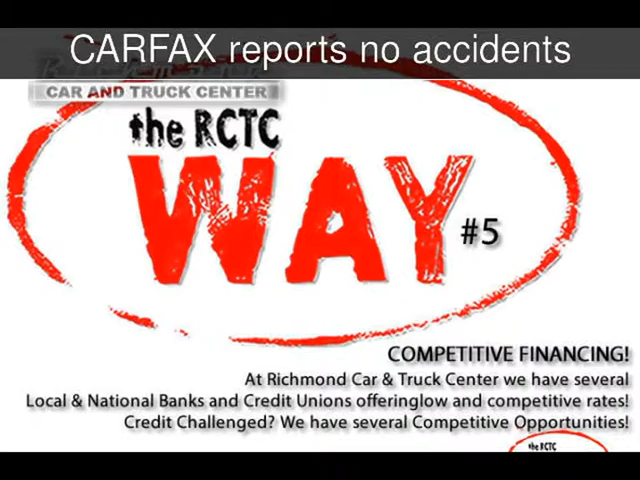 CARFAX reports no accidents
CAR AND TRUCK CENTER
the RCTC
WAY
#5
COMPETITIVE FINANCING!
At Richmond Car & Truck Center we have several
Local & National Banks and Credit Unions offeringlow and competitive rates!
Credit Challenged? We have several Competitive Opportunities!
the RCTC